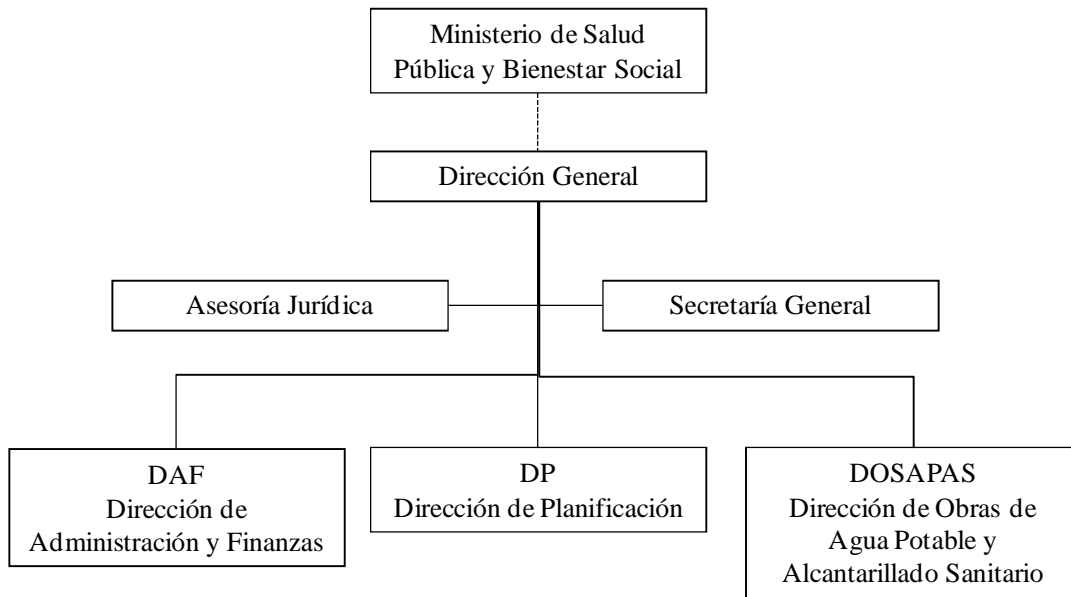 Ministerio de Salud
Pública y Bienestar Social
Dirección General
Asesoría Jurídica
Secretaría General
DAF
Dirección de
Administración y Finanzas
DP
Dirección de Planificación
DOSAPAS
Dirección de Obras de
Agua Potable y
Alcantarillado Sanitario